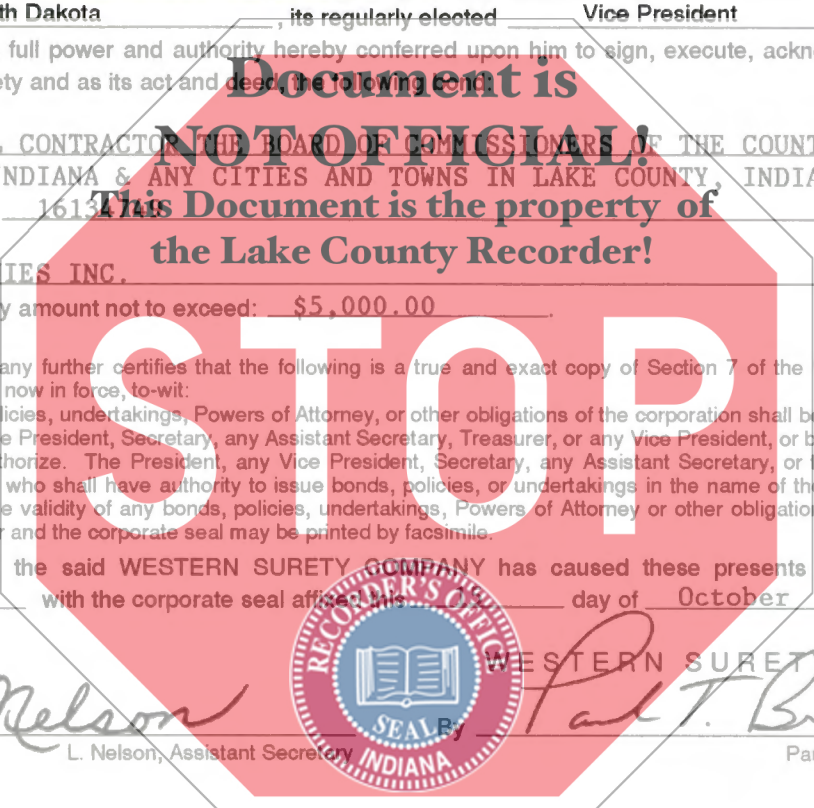 th Dakota , its regularly elected Vice President
full power and authority hereby conferred upon him to sign, execute, ackn
ety and as its act and deed, the following bond:
Document is
NOT OFFICIAL!
This Document is the property of
the Lake County Recorder!
CONTRACTOR THE BOARD OF COMMISSIONERS OF THE COUNT
NDIANA & ANY CITIES AND TOWNS IN LAKE COUNTY, INDIA
IES INC.
y amount not to exceed: $5,000.00.
STOP
any further certifies that the following is a true and exact copy of Section 7 of the
now in force, to-wit:
licies, undertakings, Powers of Attorney, or other obligations of the corporation shall be
e President, Secretary, any Assistant Secretary, Treasurer, or any Vice President, or b
thorize. The President, any Vice President, Secretary, any Assistant Secretary, or t
who shall have authority to issue bonds, policies, or undertakings in the name of the
e validity of any bonds, policies, undertakings, Powers of Attorney or other obligation
r and the corporate seal may be printed by facsimile.
the said WESTERN SURETY COMPANY has caused these presents
with the corporate seal affixed this day of October
RECORDER'S OFFICE
SEAL
INDIANA
WESTERN SURET
Nelson By Paul T. Br
L. Nelson, Assistant Secretary Pa